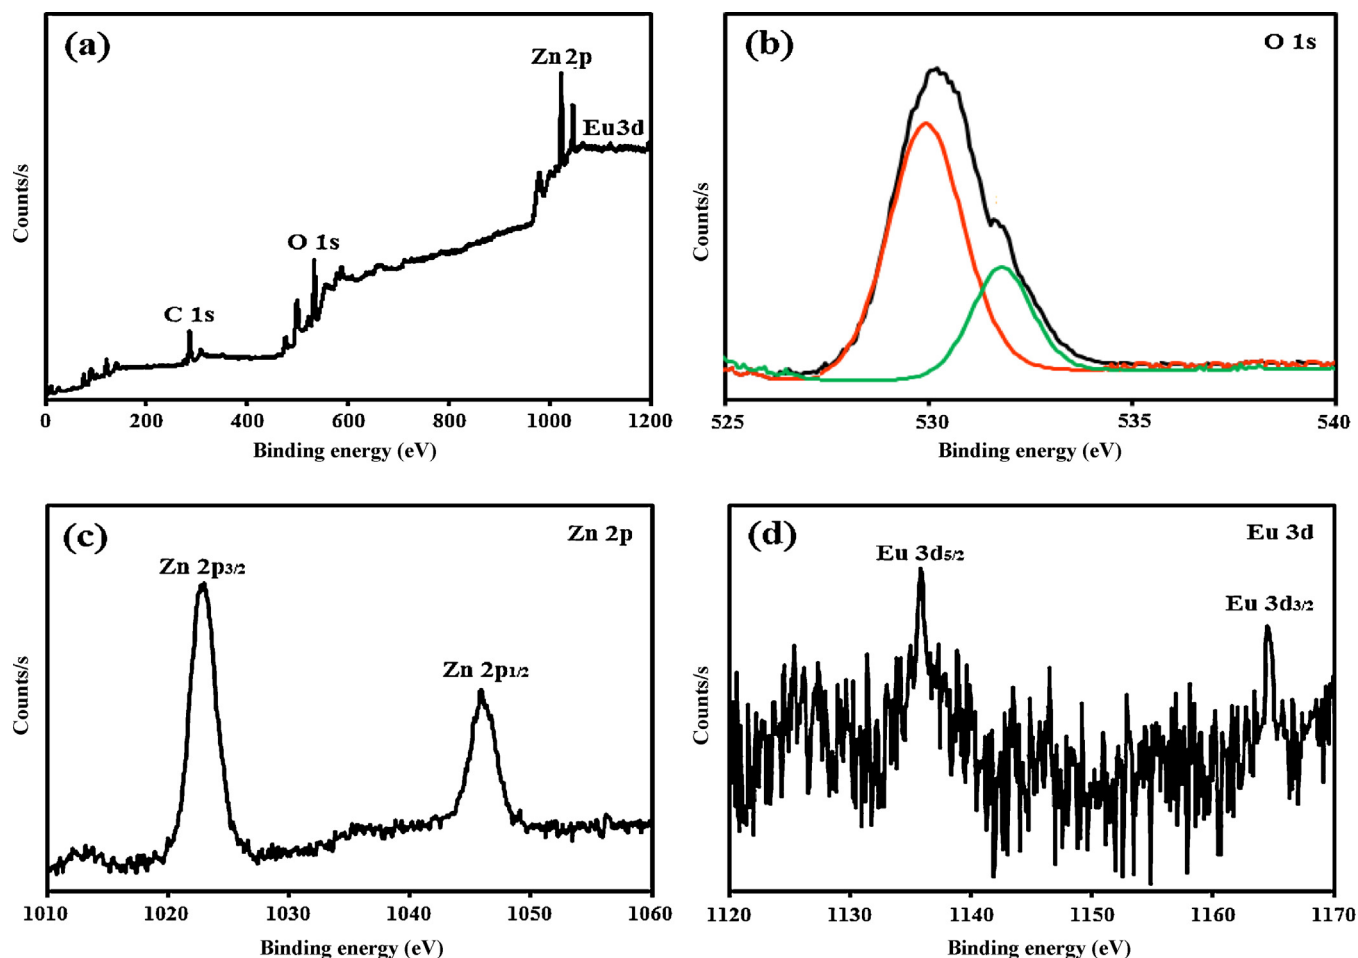 (a)
Zn 2p
Eu3d
O 1s
C 1s
Counts/s
0 200 400 600 800 1000 1200
Binding energy (eV)
(b)
O 1s
Counts/s
525 530 535 540
Binding energy (eV)
(c)
Zn 2p
Zn 2p3/2
Zn 2p1/2
Counts/s
1010 1020 1030 1040 1050 1060
Binding energy (eV)
(d)
Eu 3d
Eu 3d5/2
Eu 3d3/2
Counts/s
1120 1130 1140 1150 1160 1170
Binding energy (eV)